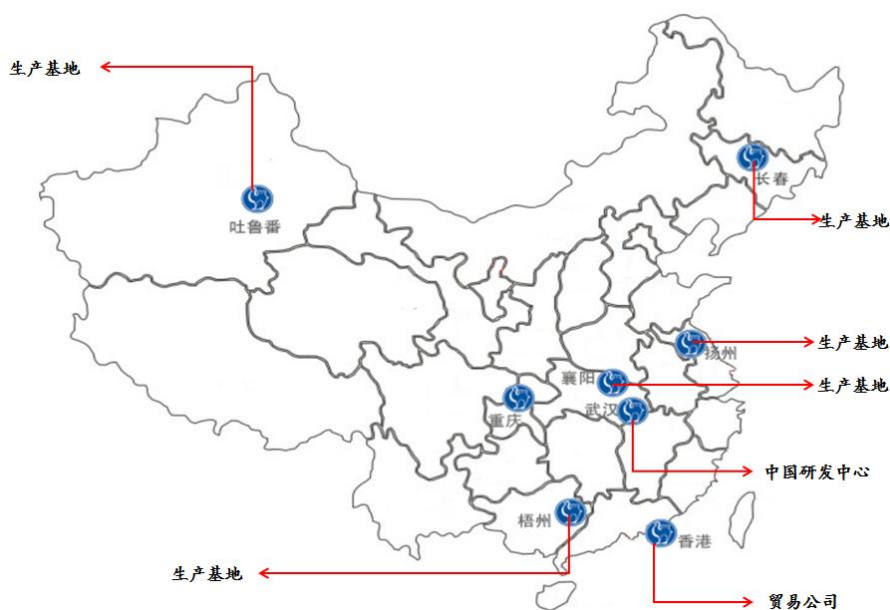 生产基地
长春
吐鲁番
生产基地
扬州
生产基地
襄阳
生产基地
重庆
武汉
中国研发中心
梧州
香港
生产基地
贸易公司